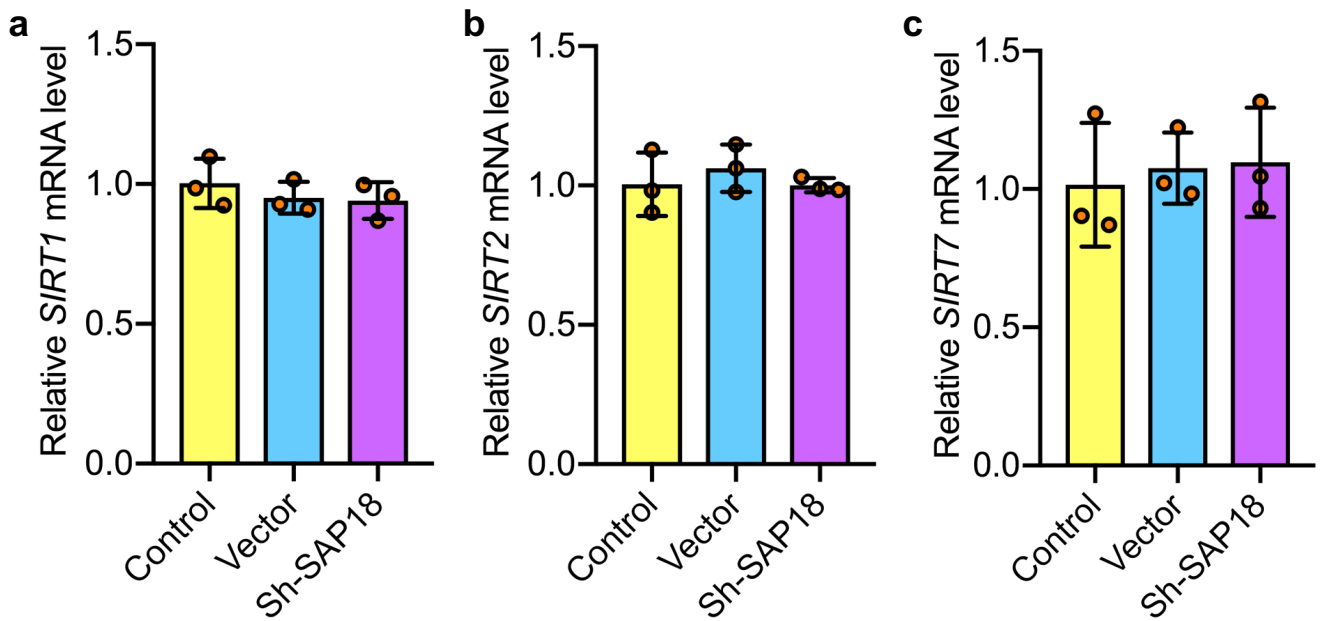 a
Relative SIRT1 mRNA level
1.5
1.0
0.5
0.0
Control
Vector
Sh-SAP18
b
Relative SIRT2 mRNA level
1.5
1.0
0.5
0.0
Control
Vector
Sh-SAP18
c
Relative SIRT7 mRNA level
1.5
1.0
0.5
0.0
Control
Vector
Sh-SAP18